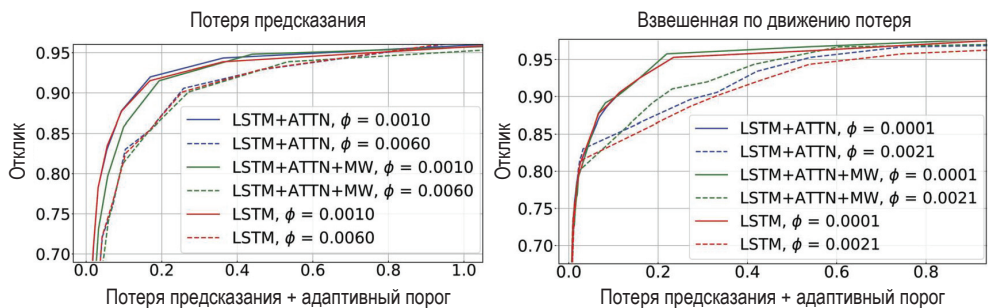 Потеря предсказания
0.95
0.90
0.85
0.80
0.75
0.70
Отклик
LSTM+ATTN, ϕ = 0.0010
LSTM+ATTN, ϕ = 0.0060
LSTM+ATTN+MW, ϕ = 0.0010
LSTM+ATTN+MW, ϕ = 0.0060
LSTM, ϕ = 0.0010
LSTM, ϕ = 0.0060
0.0 0.2 0.4 0.6 0.8 1.0
Потеря предсказания + адаптивный порог
Взвешенная по движению потеря
0.95
0.90
0.85
0.80
0.75
0.70
Отклик
LSTM+ATTN, ϕ = 0.0001
LSTM+ATTN, ϕ = 0.0021
LSTM+ATTN+MW, ϕ = 0.0001
LSTM+ATTN+MW, ϕ = 0.0021
LSTM, ϕ = 0.0001
LSTM, ϕ = 0.0021
0.0 0.2 0.4 0.6 0.8
Потеря предсказания + адаптивный порог